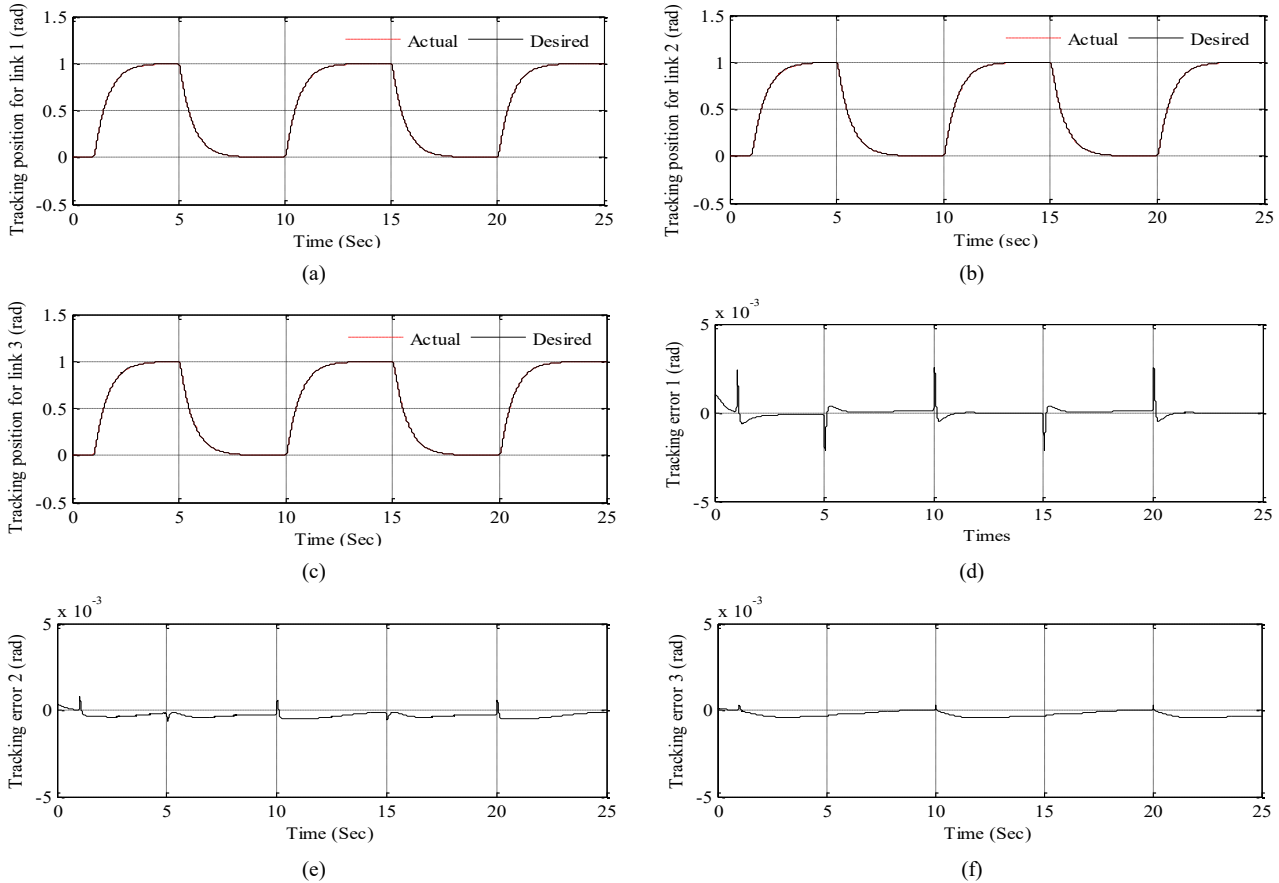 Tracking position for link 1 (rad)
1.5
1
0.5
0
-0.5
Actual Desired
0 5 10 15 20 25
Time (Sec)
(a)
Tracking position for link 2 (rad)
1.5
1
0.5
0
-0.5
Actual Desired
0 5 10 15 20 25
Time (sec)
(b)
Tracking position for link 3 (rad)
1.5
1
0.5
0
-0.5
Actual Desired
0 5 10 15 20 25
Time (Sec)
(c)
x 10-3
Tracking error 1 (rad)
5
0
-5
0 5 10 15 20 25
Times
(d)
x 10-3
Tracking error 2 (rad)
5
0
-5
0 5 10 15 20 25
Time (Sec)
(e)
x 10-3
Tracking error 3 (rad)
5
0
-5
0 5 10 15 20 25
Time (Sec)
(f)